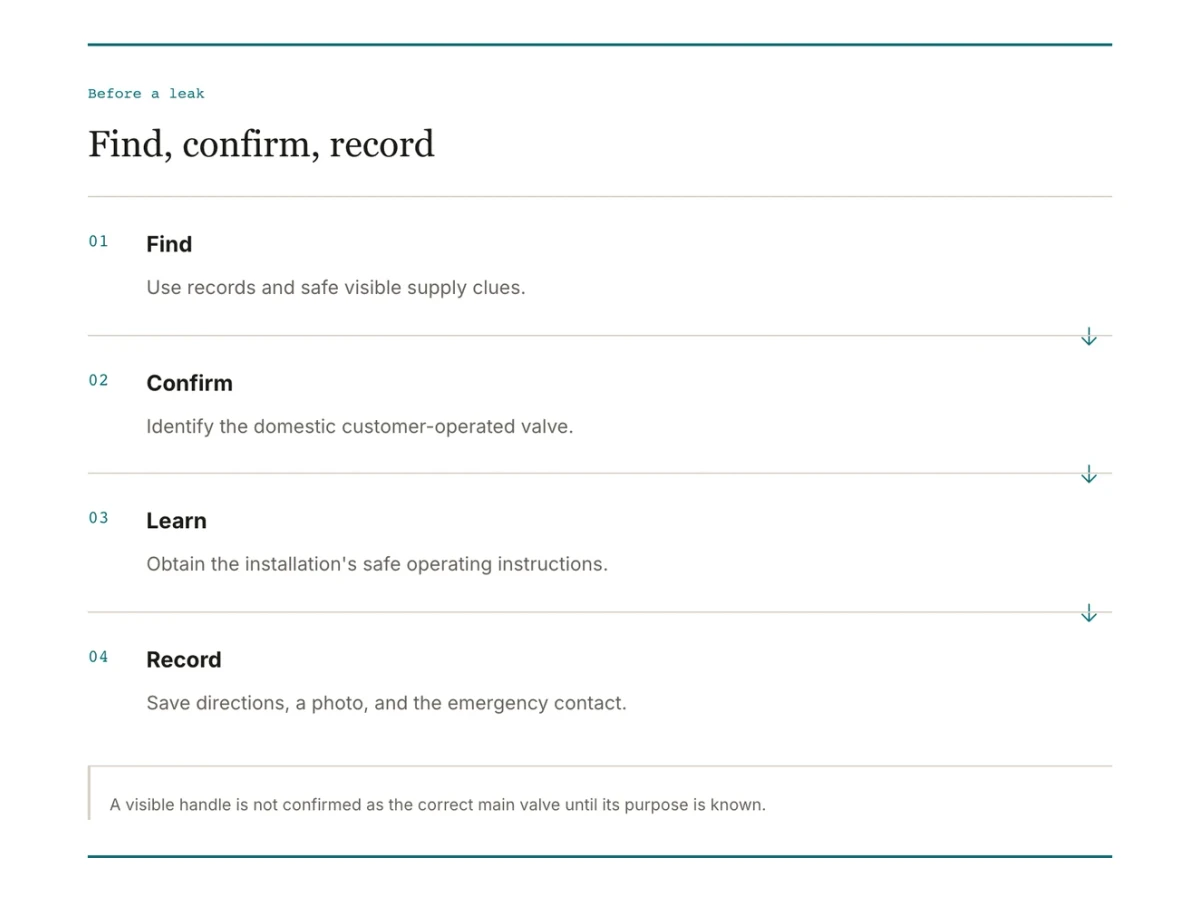 Before a leak
Find, confirm, record
01 Find
Use records and safe visible supply clues.
02 Confirm
Identify the domestic customer-operated valve.
03 Learn
Obtain the installation's safe operating instructions.
04 Record
Save directions, a photo, and the emergency contact.
A visible handle is not confirmed as the correct main valve until its purpose is known.